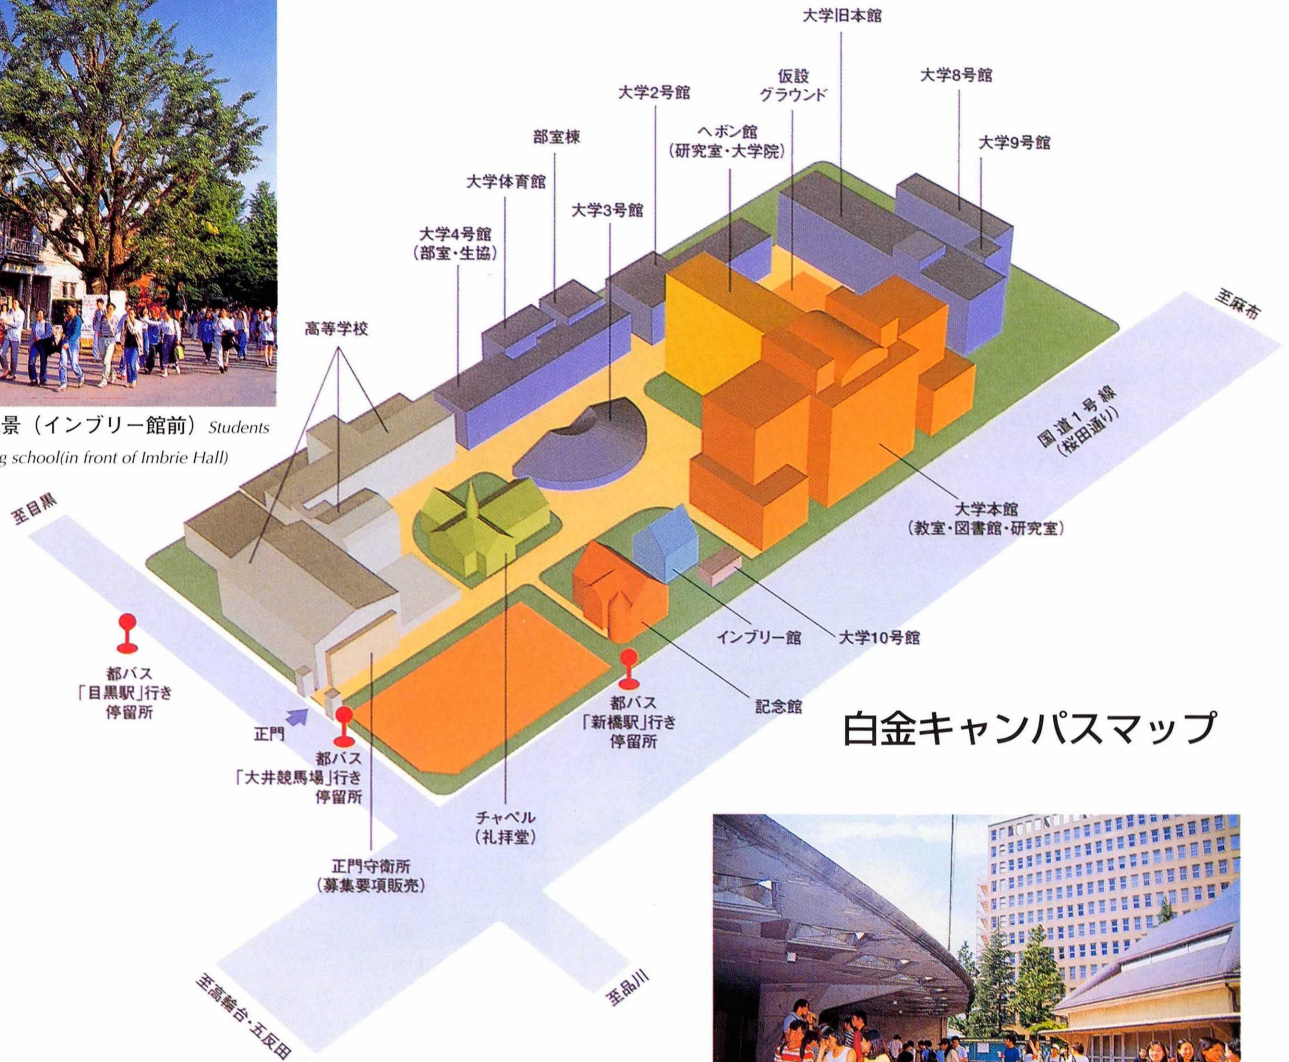 大学旧本館
仮設
グラウンド
大学8号館
大学2号館
ヘボン館
(研究室・大学院)
部室棟
大学9号館
大学体育館
大学3号館
大学4号館
(部室・生協)
高等学校
至麻布
景(インブリー館前) Students
g school(in front of Imbrie Hall)
国道1号線
(桜田通り)
至目黒
大学本館
(教室・図書館・研究室)
インブリー館
大学10号館
都バス
「目黒駅」行き
停留所
都バス
「新橋駅」行き
停留所
記念館
白金キャンパスマップ
正門
都バス
「大井競馬場」行き
停留所
チャペル
(礼拝堂)
正門守衛所
(募集要項販売)
至高輪台・五反田
至品川